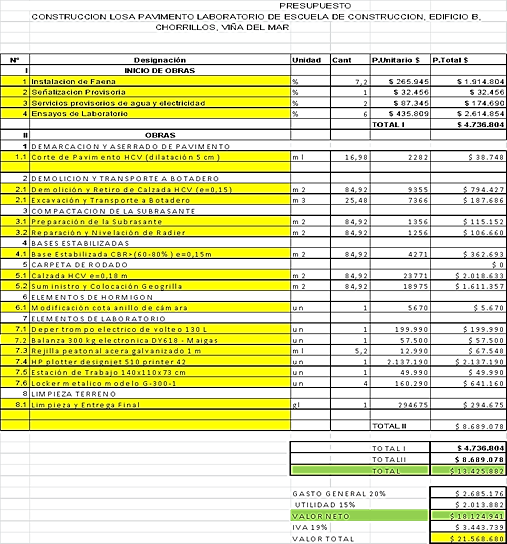 PRESUPUESTO
CONSTRUCCION LOSA PAVIMENTO LABORATORIO DE ESCUELA DE CONSTRUCCION, EDIFICIO B,
CHORRILLOS, VIÑA DEL MAR
N° Designación Unidad Cant P.Unitario $ P.Total $
I INICIO DE OBRAS
1 Instalacion de Faena % 7,2 $ 265.945 $ 1.914.804
2 Señalizacion Provisoria % 1 $ 32.456 $ 32.456
3 Servicios provisorios de agua y electricidad % 2 $ 87.345 $ 174.690
4 Ensayos de Laboratorio % 6 $ 435.809 $ 2.614.854
TOTAL I $ 4.736.804
II OBRAS
1 DEMARCACION Y ASERRADO DE PAVIMENTO
1.1 Corte de Pavimento HCV (dilatación 5 cm) ml 16,98 2282 $ 38.748
2 DEMOLICION Y TRANSPORTE A BOTADERO
2.1 Demolición y Retiro de Calzada HCV (e=0,15) m2 84,92 9355 $ 794.427
2.1 Excavación y Transporte a Botadero m3 25,48 7366 $ 187.686
3 COMPACTACION DE LA SUBRASANTE
3.1 Preparación de la Subrasante m2 84,92 1356 $ 115.152
3.2 Reparación y Nivelación de Radier m2 84,92 1256 $ 106.660
4 BASES ESTABILIZADAS
4.1 Base Estabilizada CBR>(60-80%) e=0,15m m2 84,92 4271 $ 362.693
5 CARPETA DE RODADO $ 0
5.1 Calzada HCV e=0,18 m m2 84,92 23771 $ 2.018.633
5.2 Suministro y Colocación Geogrilla m2 84,92 18975 $ 1.611.357
6 ELEMENTOS DE HORMIGON
6.1 Modificación cota anillo de cámara un 1 5670 $ 5.670
7 ELEMENTOS DE LABORATORIO
7.1 Deper trompo electrico de volteo 130 L un 1 199.990 $ 199.990
7.2 Balanza 300 kg electronica DY618 - Maigas un 1 57.500 $ 57.500
7.3 Rejilla peatonal acero galvanizado 1 m ml 5,2 12.990 $ 67.548
7.4 HP plotter designjet 510 printer 42 un 1 2.137.190 $ 2.137.190
7.5 Estación de Trabajo 140x110x73 cm un 1 49.990 $ 49.990
7.6 Locker metalico modelo G-300-1 un 4 160.290 $ 641.160
8 LIMPIEZA TERRENO
8.1 Limpieza y Entrega Final gl 1 294675 $ 294.675
TOTAL II $ 8.689.078
TOTAL I $ 4.736.804
TOTAL II $ 8.689.078
TOTAL $ 13.425.882
GASTO GENERAL 20% $ 2.685.176
UTILIDAD 15% $ 2.013.882
VALOR NETO $ 18.124.941
IVA 19% $ 3.443.739
VALOR TOTAL $ 21.568.680